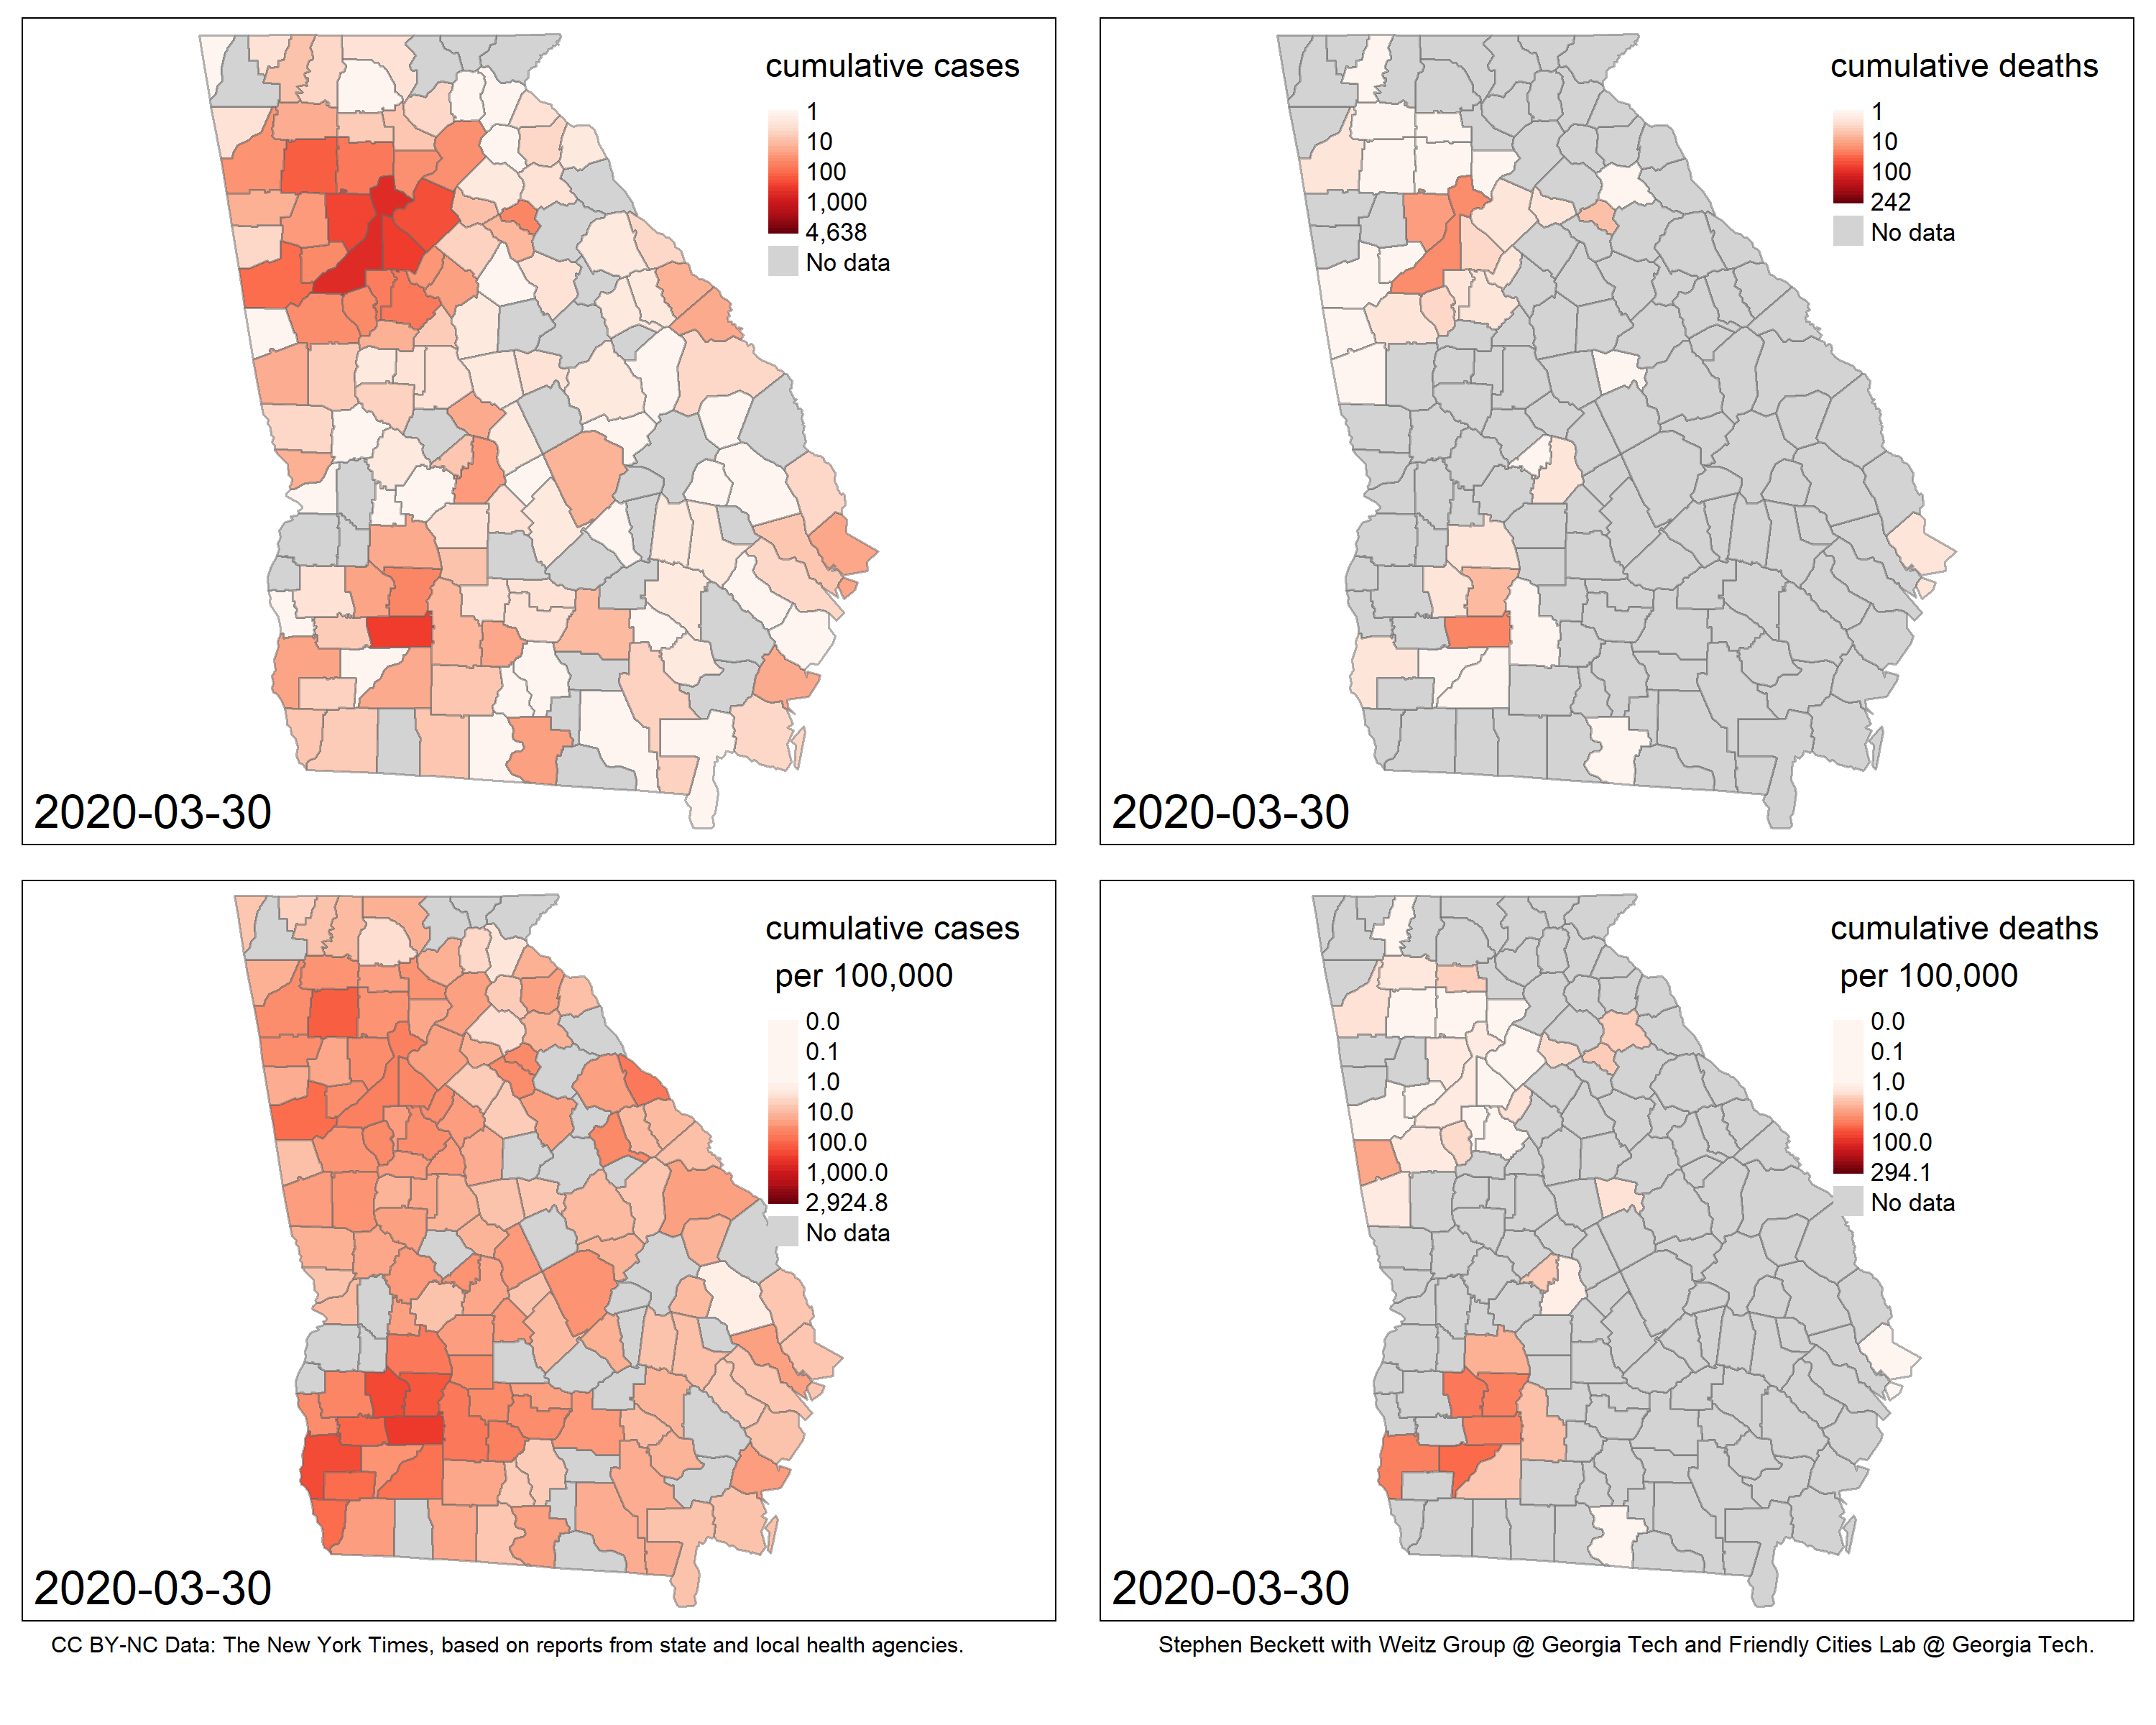 cumulative cases
1
10
100
1,000
4,638
No data
2020-03-30
cumulative deaths
1
10
100
242
No data
2020-03-30
cumulative cases
per 100,000
0.0
0.1
1.0
10.0
100.0
1,000.0
2,924.8
No data
2020-03-30
cumulative deaths
per 100,000
0.0
0.1
1.0
10.0
100.0
294.1
No data
2020-03-30
CC BY-NC Data: The New York Times, based on reports from state and local health agencies.
Stephen Beckett with Weitz Group @ Georgia Tech and Friendly Cities Lab @ Georgia Tech.